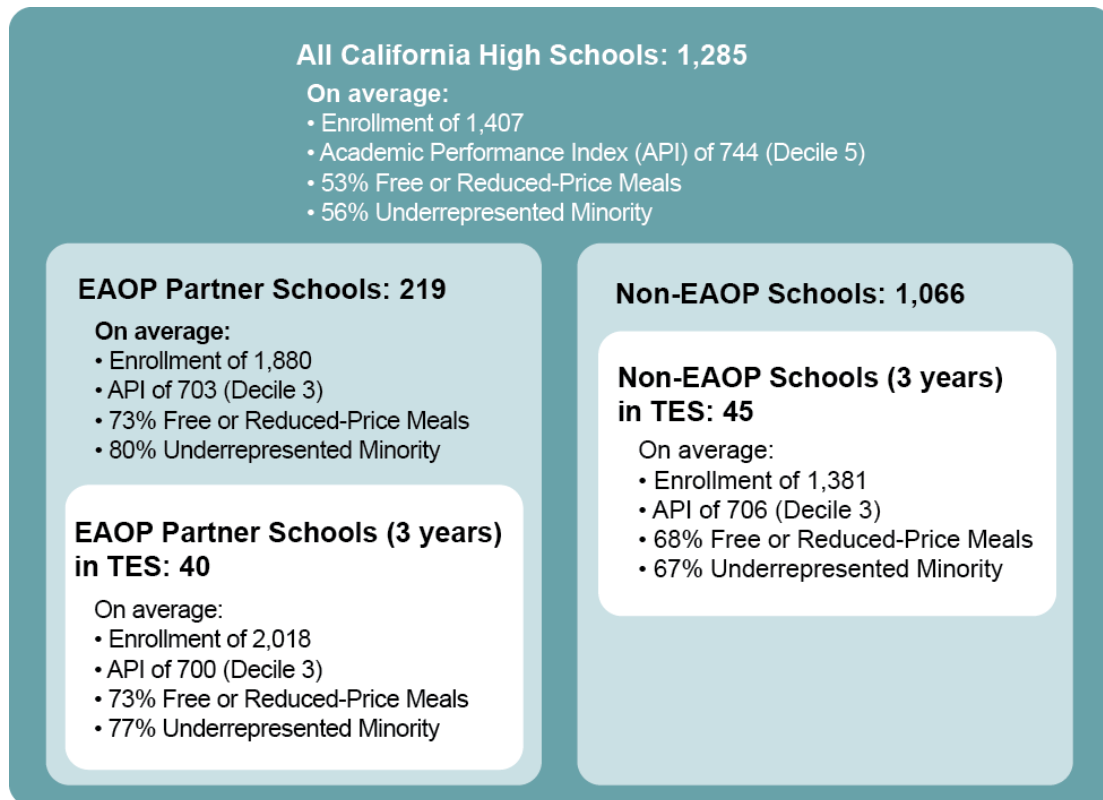 All California High Schools: 1,285
On average:
• Enrollment of 1,407
• Academic Performance Index (API) of 744 (Decile 5)
• 53% Free or Reduced-Price Meals
• 56% Underrepresented Minority
EAOP Partner Schools: 219
On average:
• Enrollment of 1,880
• API of 703 (Decile 3)
• 73% Free or Reduced-Price Meals
• 80% Underrepresented Minority
EAOP Partner Schools (3 years)
in TES: 40
On average:
• Enrollment of 2,018
• API of 700 (Decile 3)
• 73% Free or Reduced-Price Meals
• 77% Underrepresented Minority
Non-EAOP Schools: 1,066
Non-EAOP Schools (3 years)
in TES: 45
On average:
• Enrollment of 1,381
• API of 706 (Decile 3)
• 68% Free or Reduced-Price Meals
• 67% Underrepresented Minority